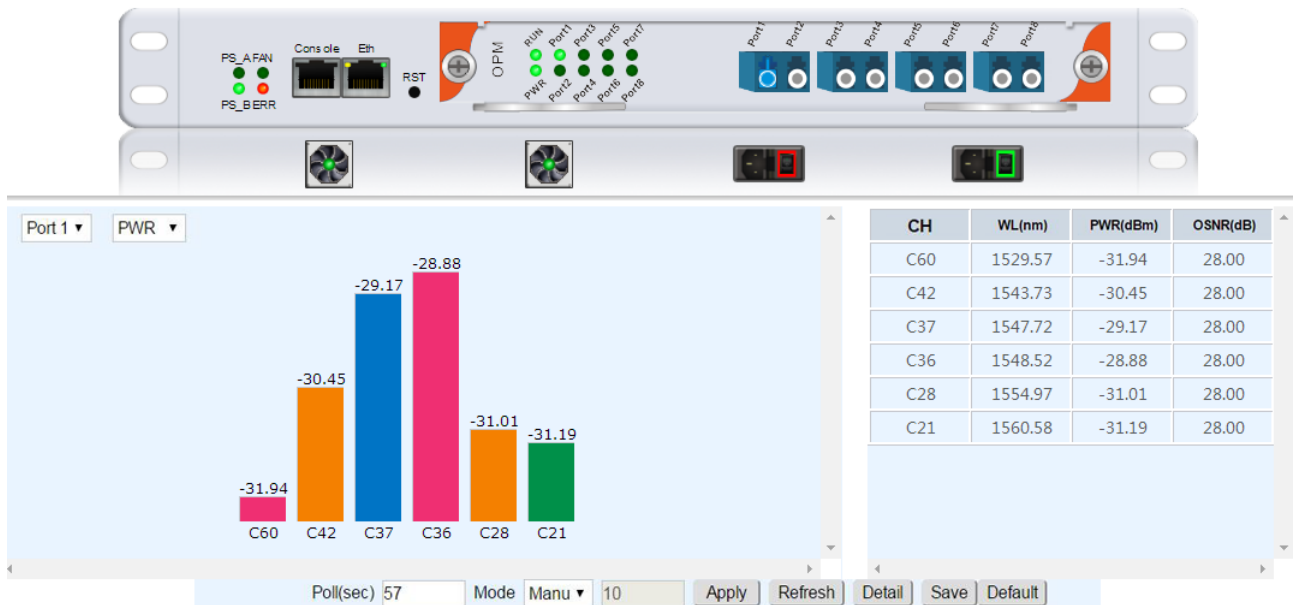 PS_A FAN
PS_B ERR
Console Eth
RST
OPM
RUN Port1 Port3 Port5 Port7
PWR Port2 Port4 Port6 Port8
Port1 Port2 Port3 Port4 Port5 Port6 Port7 Port8
Port 1 PWR
-31.94
-30.45
-29.17
-28.88
-31.01
-31.19
C60 C42 C37 C36 C28 C21
CH WL(nm) PWR(dBm) OSNR(dB)
C60 1529.57 -31.94 28.00
C42 1543.73 -30.45 28.00
C37 1547.72 -29.17 28.00
C36 1548.52 -28.88 28.00
C28 1554.97 -31.01 28.00
C21 1560.58 -31.19 28.00
Poll(sec) 57 Mode Manu 10 Apply Refresh Detail Save Default